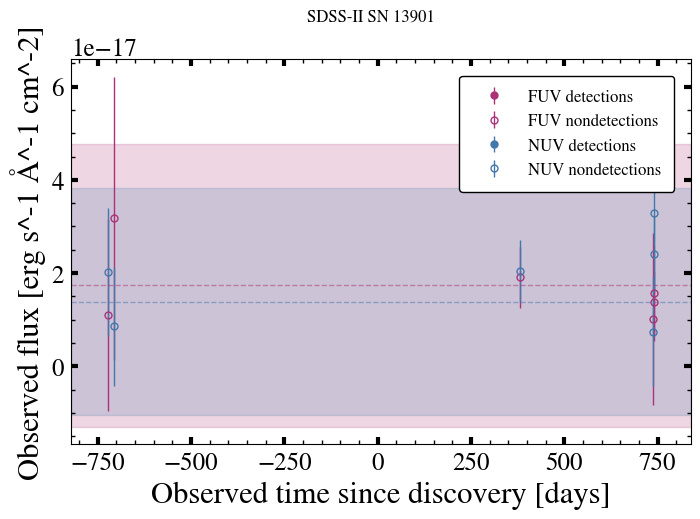 SDSS-II SN 13901
1e−17
Observed flux [erg s^-1 Å^-1 cm^-2]
6
4
2
0
FUV detections
FUV nondetections
NUV detections
NUV nondetections
−750 −500 −250 0 250 500 750
Observed time since discovery [days]